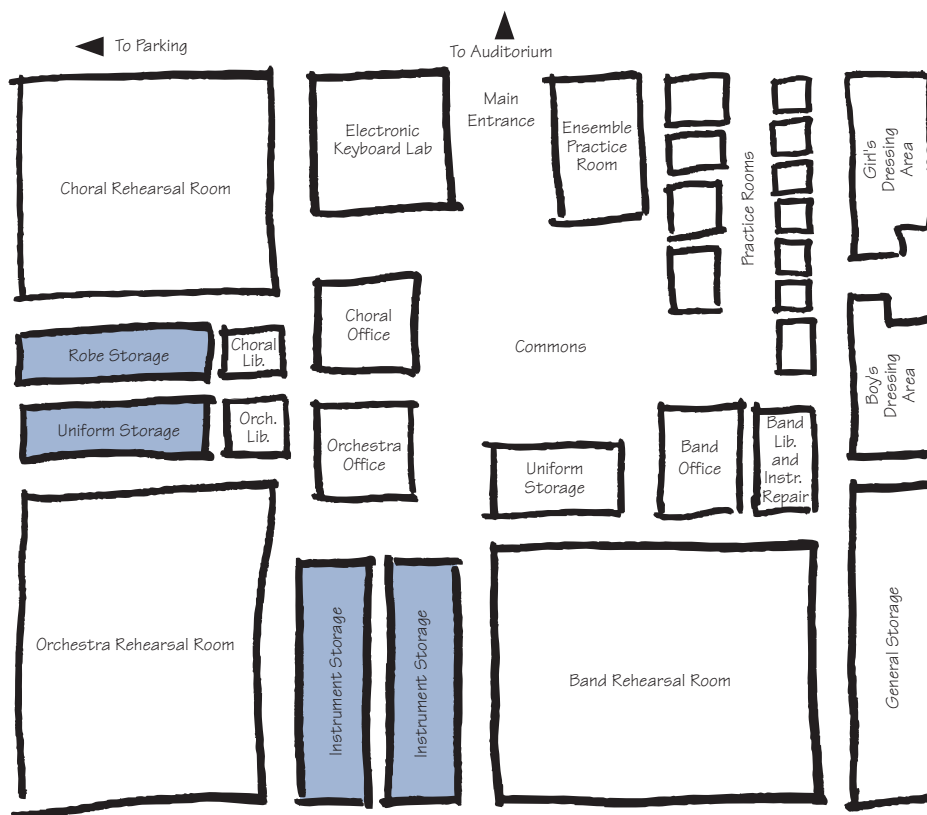 To Parking
To Auditorium
Main
Entrance
Electronic
Keyboard Lab
Ensemble
Practice
Room
Choral Rehearsal Room
Practice Rooms
Girl's
Dressing
Area
Choral
Office
Commons
Robe Storage
Choral
Lib.
Boy's
Dressing
Area
Uniform Storage
Orch.
Lib.
Orchestra
Office
Uniform
Storage
Band
Office
Band
Lib.
and
Instr.
Repair
Orchestra Rehearsal Room
Instrument Storage
Instrument Storage
Band Rehearsal Room
General Storage